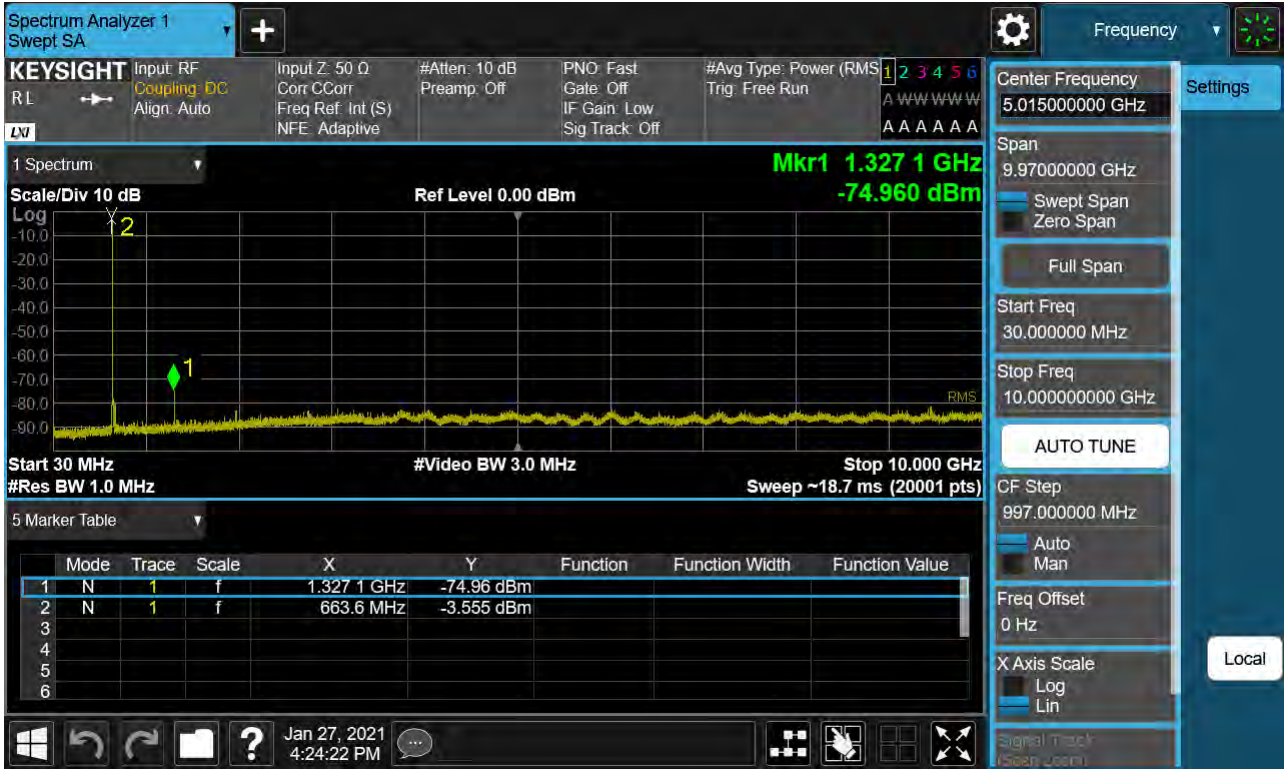 Spectrum Analyzer 1
Swept SA
+
Frequency
KEYSIGHT
RL
LXI
Input: RF
Coupling: DC
Align: Auto
Input Z: 50 Ω
Corr CCorr
Freq Ref: Int (S)
NFE: Adaptive
#Atten: 10 dB
Preamp: Off
PNO: Fast
Gate: Off
IF Gain: Low
Sig Track: Off
#Avg Type: Power (RMS
Trig: Free Run
1 2 3 4 5 6
A W W W W W
A A A A A A
1 Spectrum
Mkr1 1.327 1 GHz
-74.960 dBm
Scale/Div 10 dB
Ref Level 0.00 dBm
Log
-10.0
-20.0
-30.0
-40.0
-50.0
-60.0
-70.0
-80.0
-90.0
2
1
RMS
Start 30 MHz
#Video BW 3.0 MHz
Stop 10.000 GHz
#Res BW 1.0 MHz
Sweep ~18.7 ms (20001 pts)
5 Marker Table
Mode Trace Scale X Y Function Function Width Function Value
1 N 1 f 1.327 1 GHz -74.96 dBm
2 N 1 f 663.6 MHz -3.555 dBm
3
4
5
6
Jan 27, 2021
4:24:22 PM
?
Center Frequency
5.015000000 GHz
Span
9.97000000 GHz
Swept Span
Zero Span
Full Span
Start Freq
30.000000 MHz
Stop Freq
10.000000000 GHz
AUTO TUNE
CF Step
997.000000 MHz
Auto
Man
Freq Offset
0 Hz
X Axis Scale
Log
Lin
Signal Track
(Span Zoom)
Settings
Local